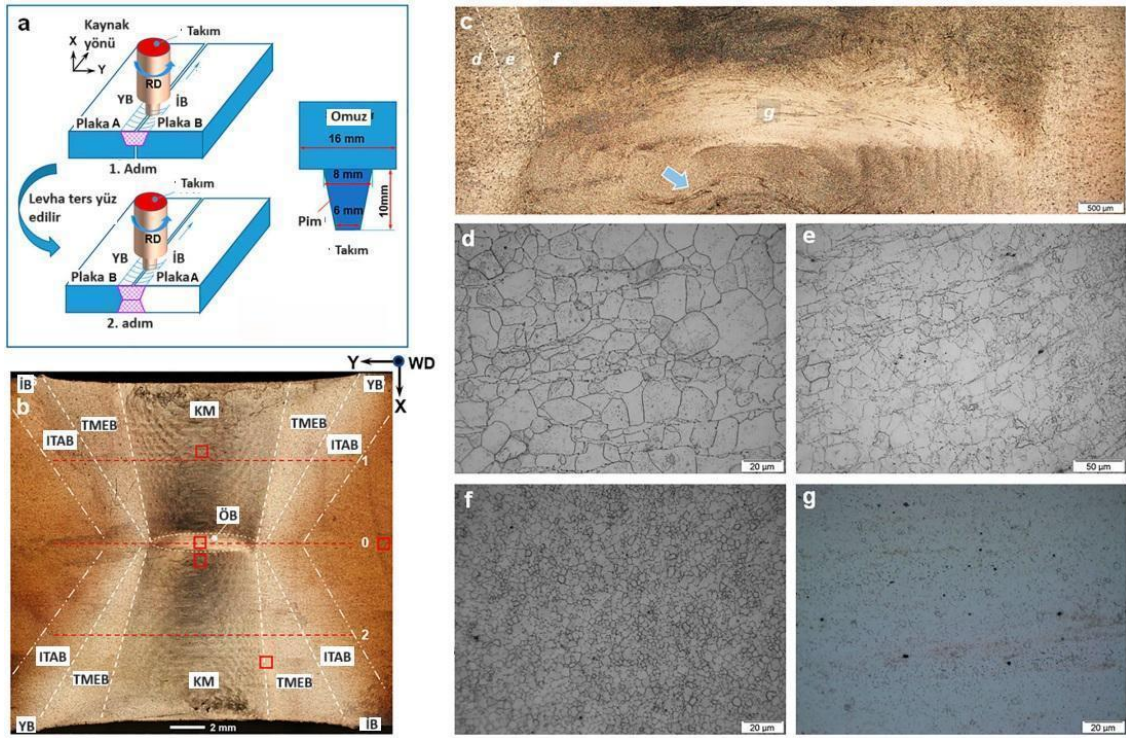 a
Kaynak
yönü
X
Y
Takım
RD
YB
İB
Plaka A
Plaka B
1. Adım
Levha ters yüz
edilir
Takım
RD
YB
İB
Plaka B
Plaka A
2. adım
Omuz
16 mm
8 mm
6 mm
10mm
Pim
Takım
b
Y
WD
X
İB
YB
KM
TMEB
TMEB
ITAB
ITAB
1
ÖB
0
2
ITAB
ITAB
TMEB
TMEB
KM
YB
İB
2 mm
c
d
e
f
g
500 µm
d
20 µm
e
50 µm
f
20 µm
g
20 µm